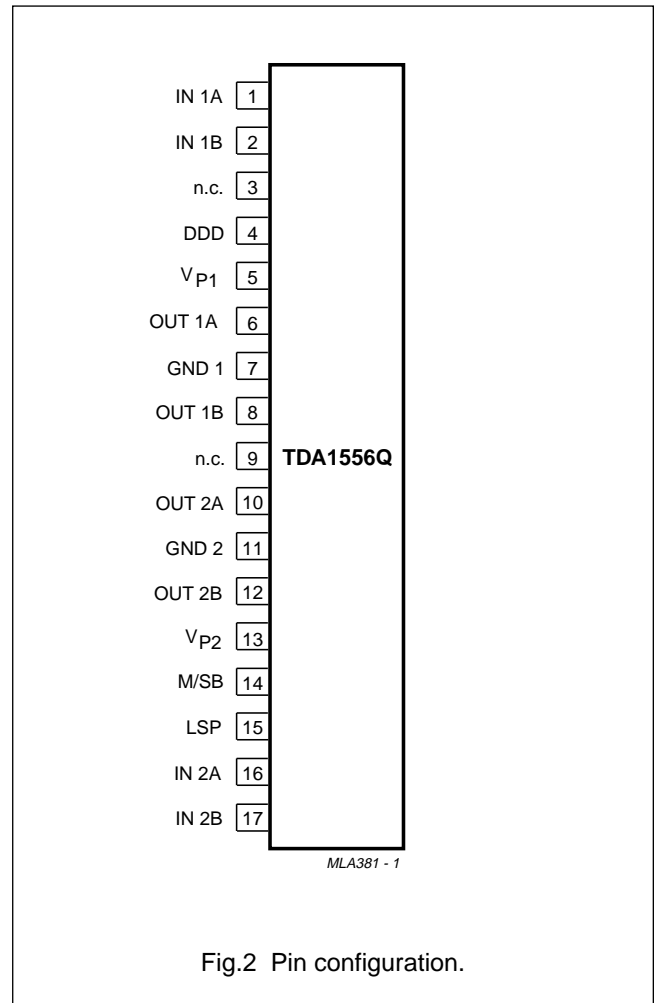 IN 1A 1
IN 1B 2
n.c. 3
DDD 4
VP1 5
OUT 1A 6
GND 1 7
OUT 1B 8
n.c. 9 TDA1556Q
OUT 2A 10
GND 2 11
OUT 2B 12
VP2 13
M/SB 14
LSP 15
IN 2A 16
IN 2B 17
MLA381 - 1
Fig.2 Pin configuration.